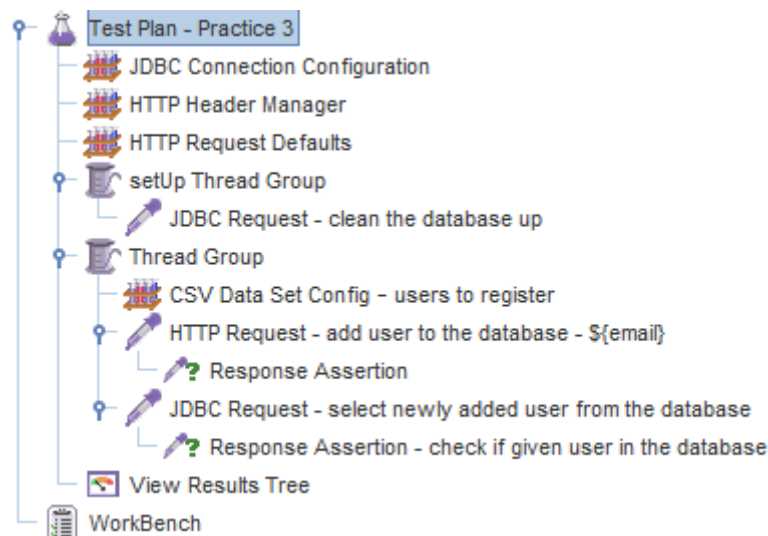 Test Plan - Practice 3
JDBC Connection Configuration
HTTP Header Manager
HTTP Request Defaults
setUp Thread Group
JDBC Request - clean the database up
Thread Group
CSV Data Set Config - users to register
HTTP Request - add user to the database - ${email}
Response Assertion
JDBC Request - select newly added user from the database
Response Assertion - check if given user in the database
View Results Tree
WorkBench